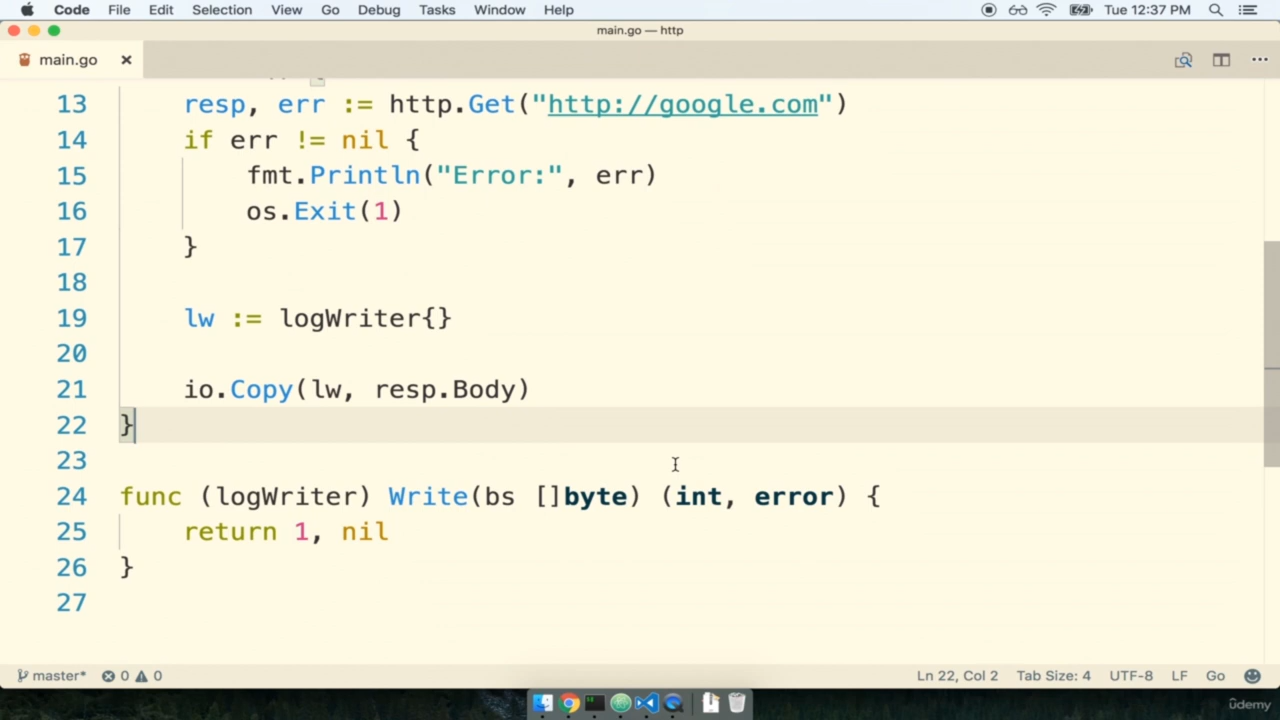 Code File Edit Selection View Go Debug Tasks Window Help Tue 12:37 PM
main.go — http
main.go
13 resp, err := http.Get("http://google.com")
14 if err != nil {
15 fmt.Println("Error:", err)
16 os.Exit(1)
17 }
18
19 lw := logWriter{}
20
21 io.Copy(lw, resp.Body)
22 }
23
24 func (logWriter) Write(bs []byte) (int, error) {
25 return 1, nil
26 }
27
master* 0 0 Ln 22, Col 2 Tab Size: 4 UTF-8 LF Go
ûdemy